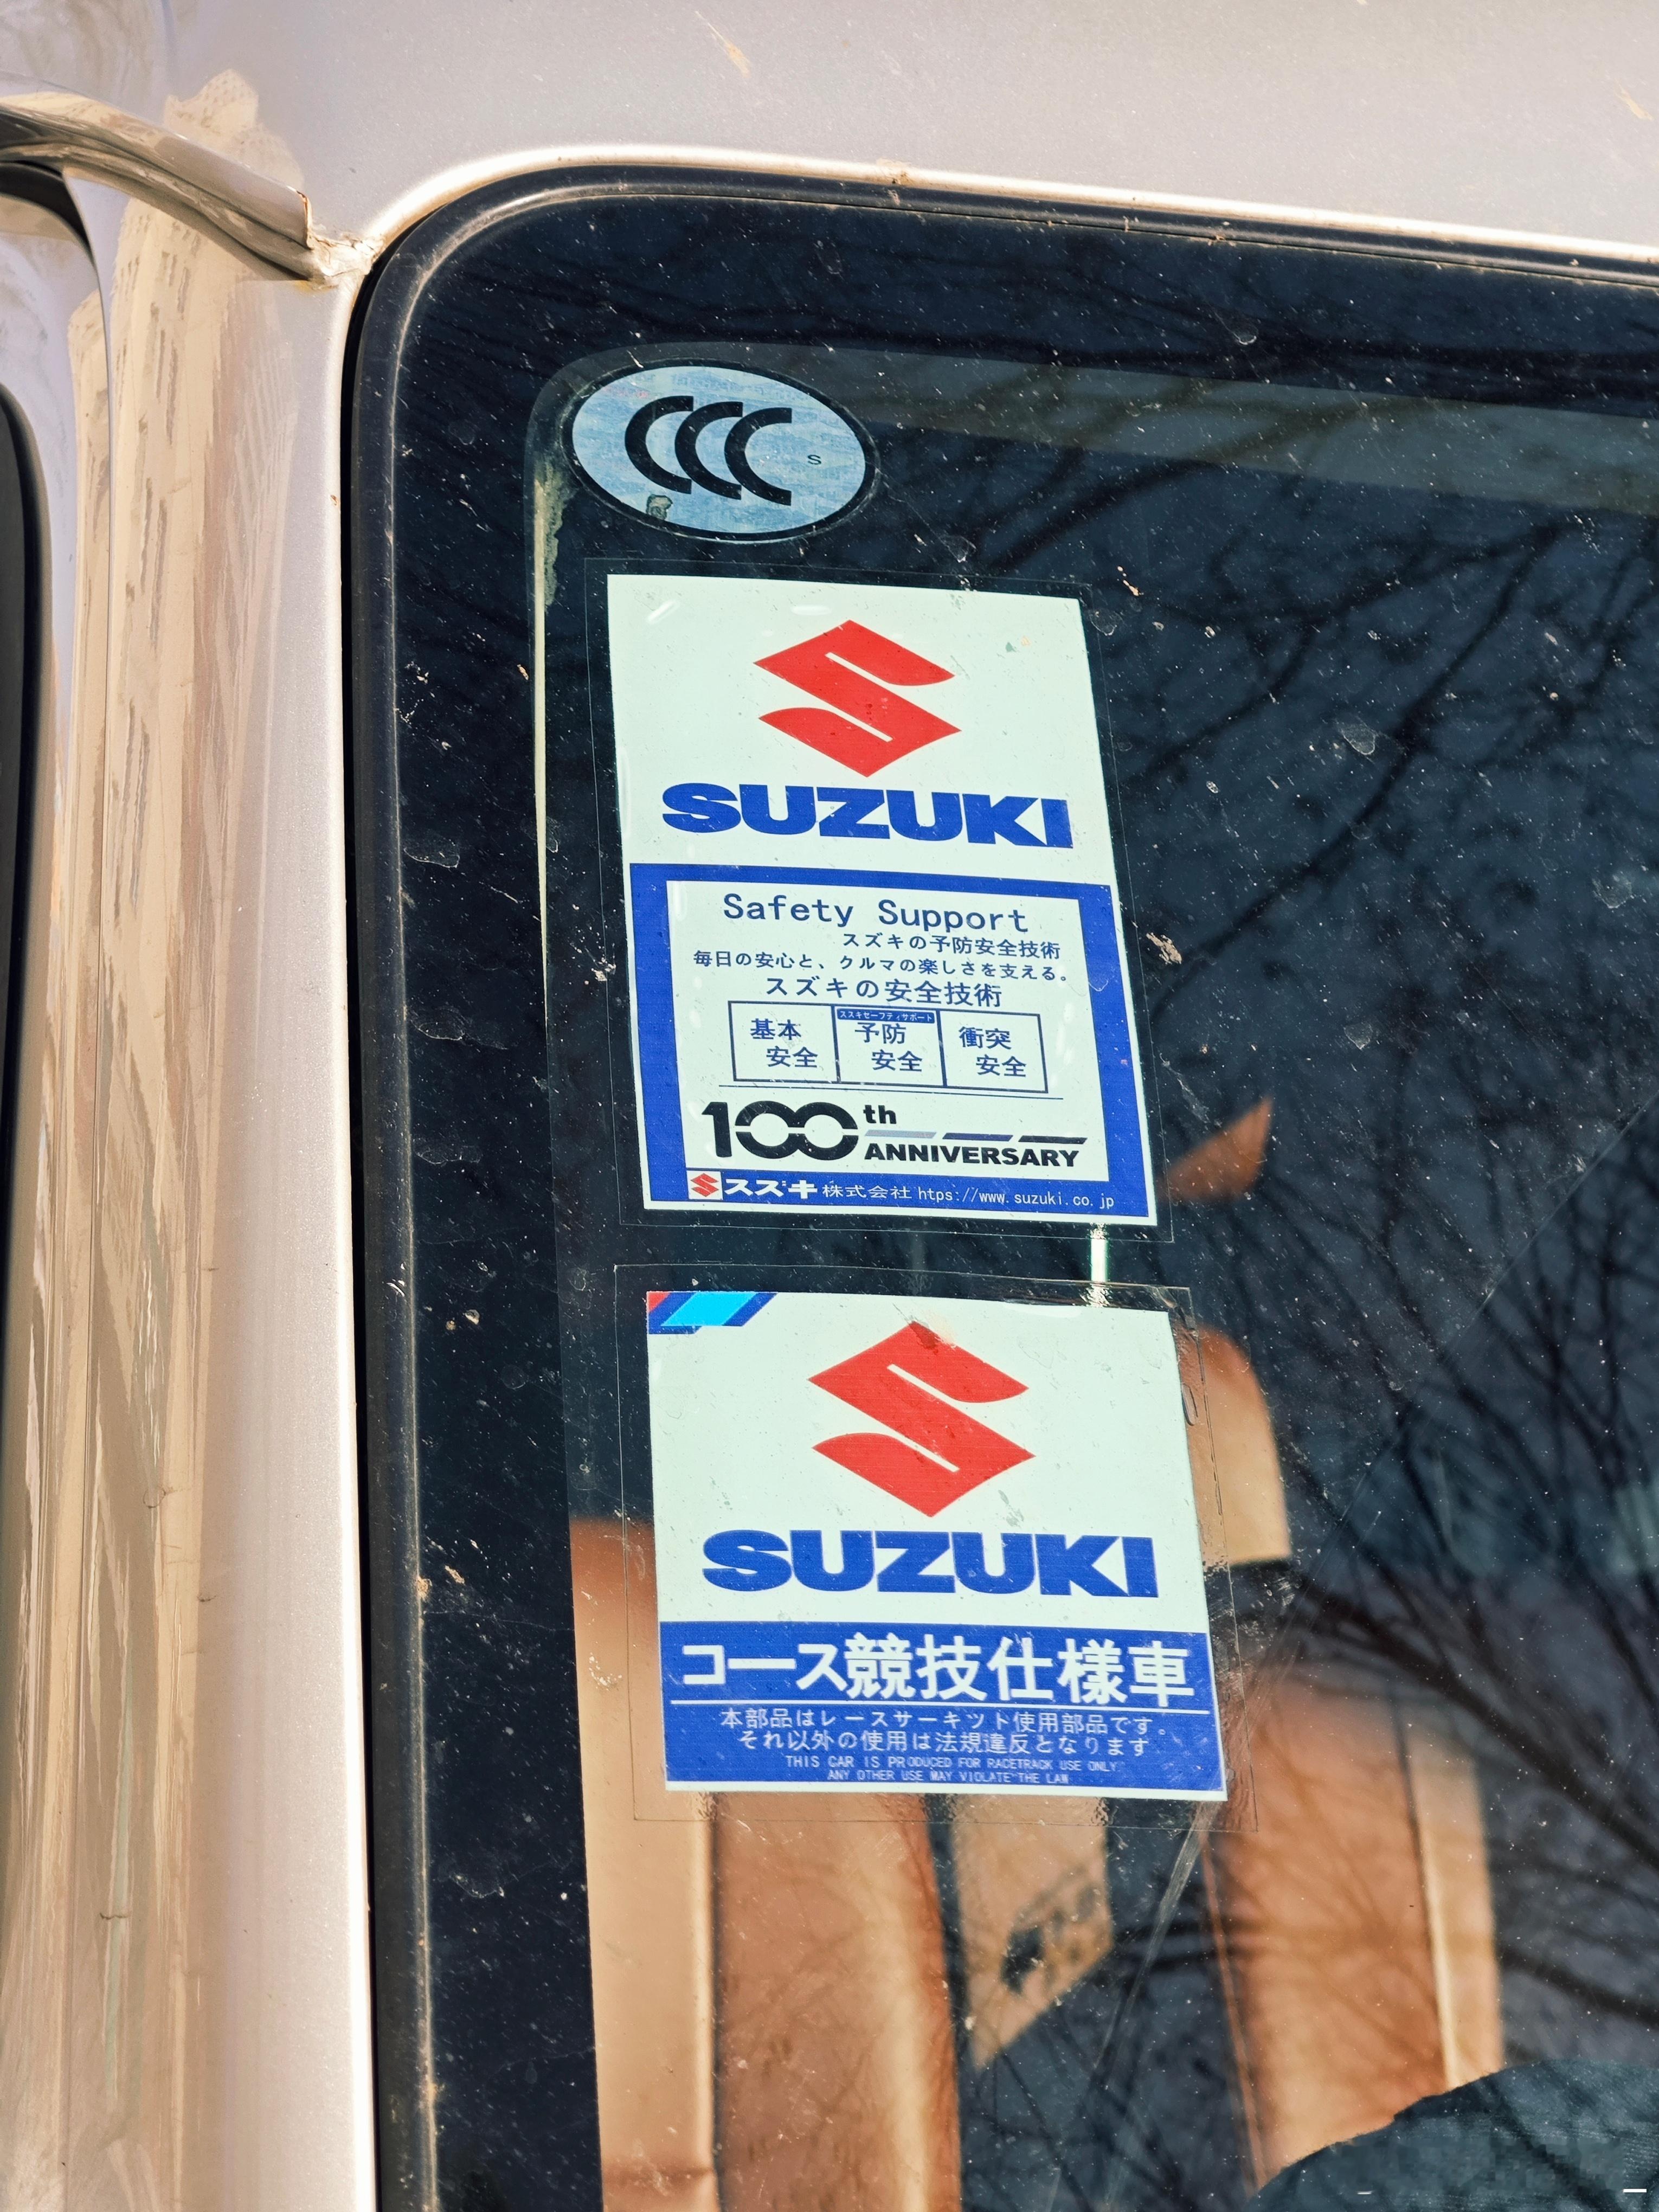 CCC S
SUZUKI
Safety Support
スズキの予防安全技術
毎日の安心と、クルマの楽しさを支える。
スズキの安全技術
スズキセーフティサポート
基本 予防 衝突
安全 安全 安全
100th
ANNIVERSARY
スズキ 株式会社 htps://www.suzuki.co.jp
SUZUKI
コース競技仕様車
本部品はレースサーキット使用部品です。
それ以外の使用は法規違反となります
THIS CAR IS PRODUCED FOR RACETRACK USE ONLY
ANY OTHER USE MAY VIOLATE THE LAW